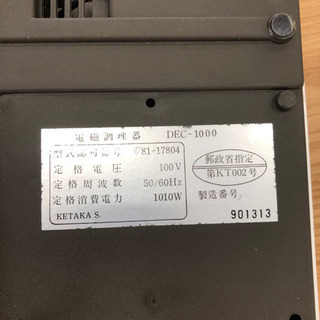 電磁調理器 DEC-1000
型式認可番号 81-17804
定格電圧 100V
定格周波数 50/60Hz
定格消費電力 1010W
KETAKA S.
郵政省指定
第KT002号
製造番号
901313